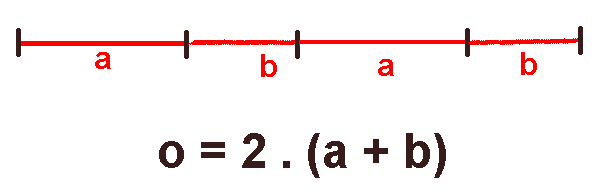 a b a b
o = 2 . (a + b)